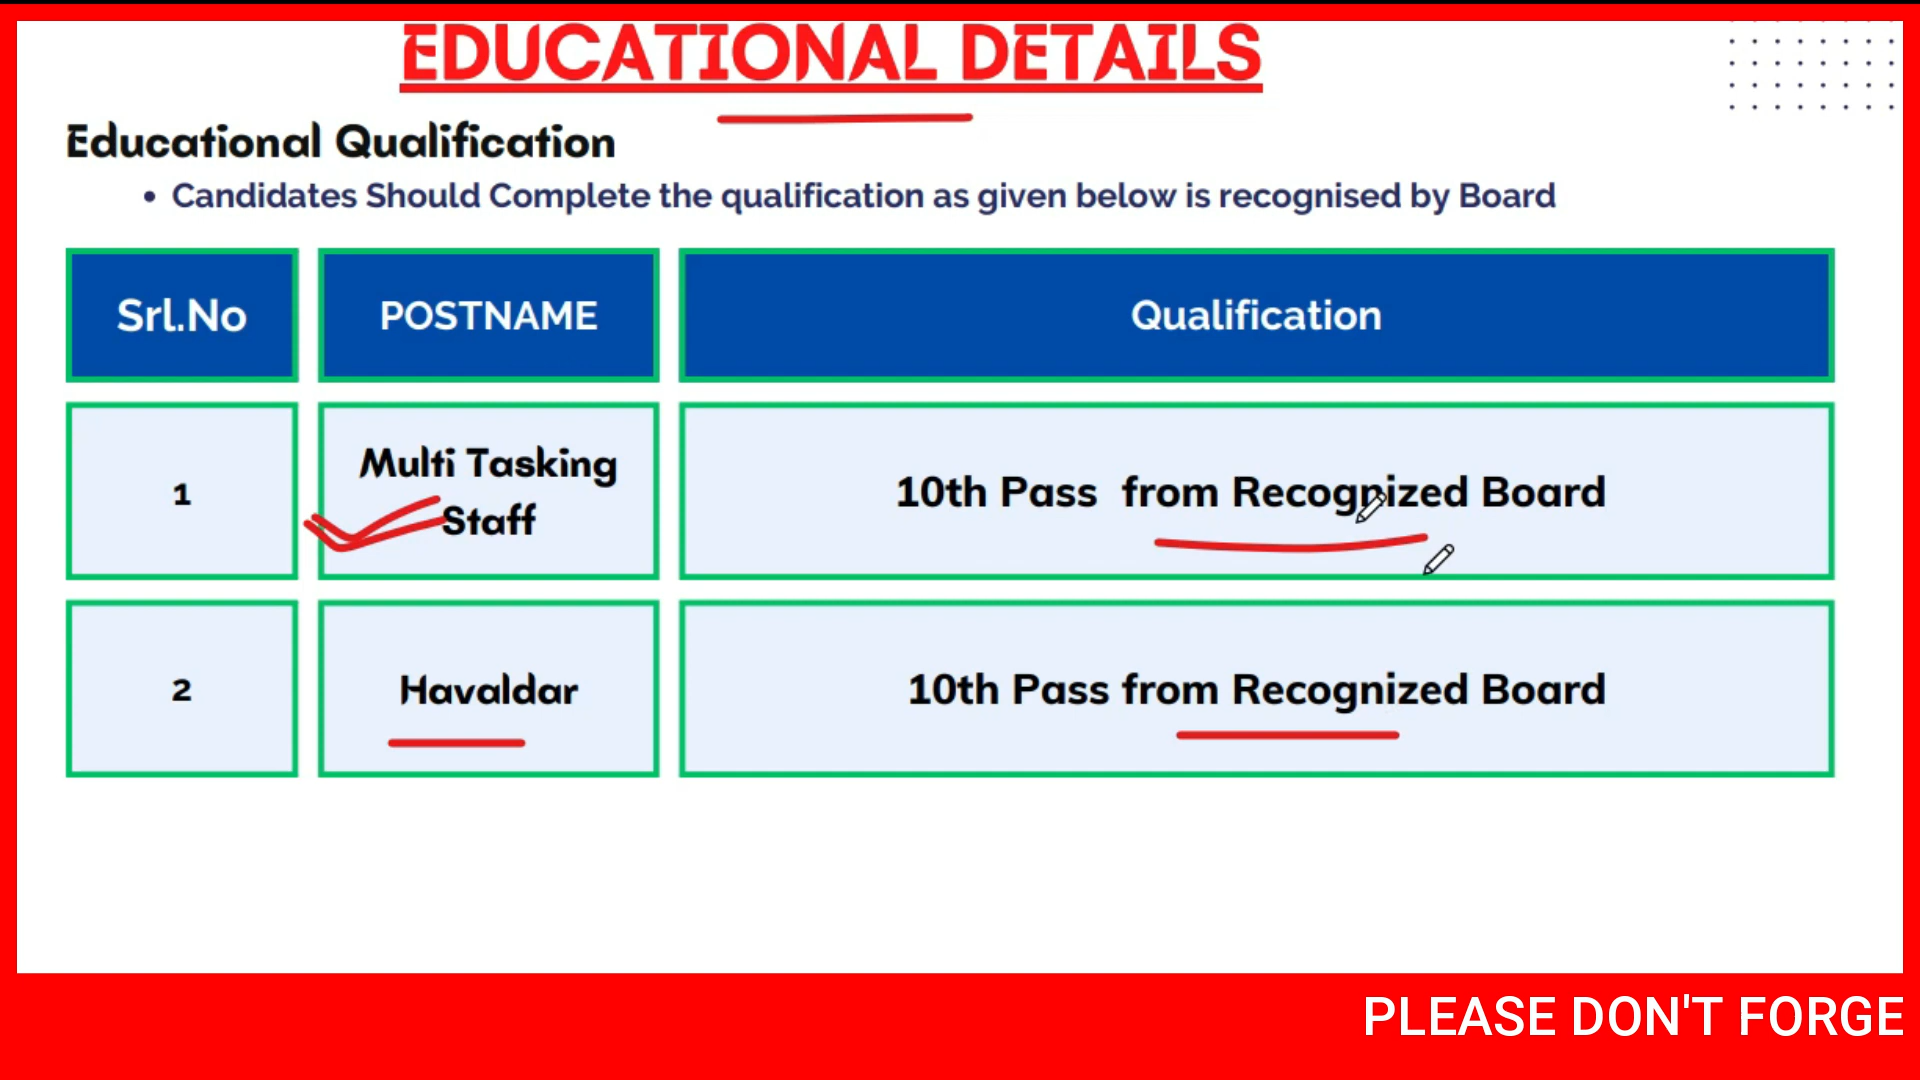 EDUCATIONAL DETAILS
Educational Qualification
• Candidates Should Complete the qualification as given below is recognised by Board
Srl.No POSTNAME Qualification
1 Multi Tasking Staff 10th Pass from Recognized Board
2 Havaldar 10th Pass from Recognized Board
PLEASE DON'T FORGE